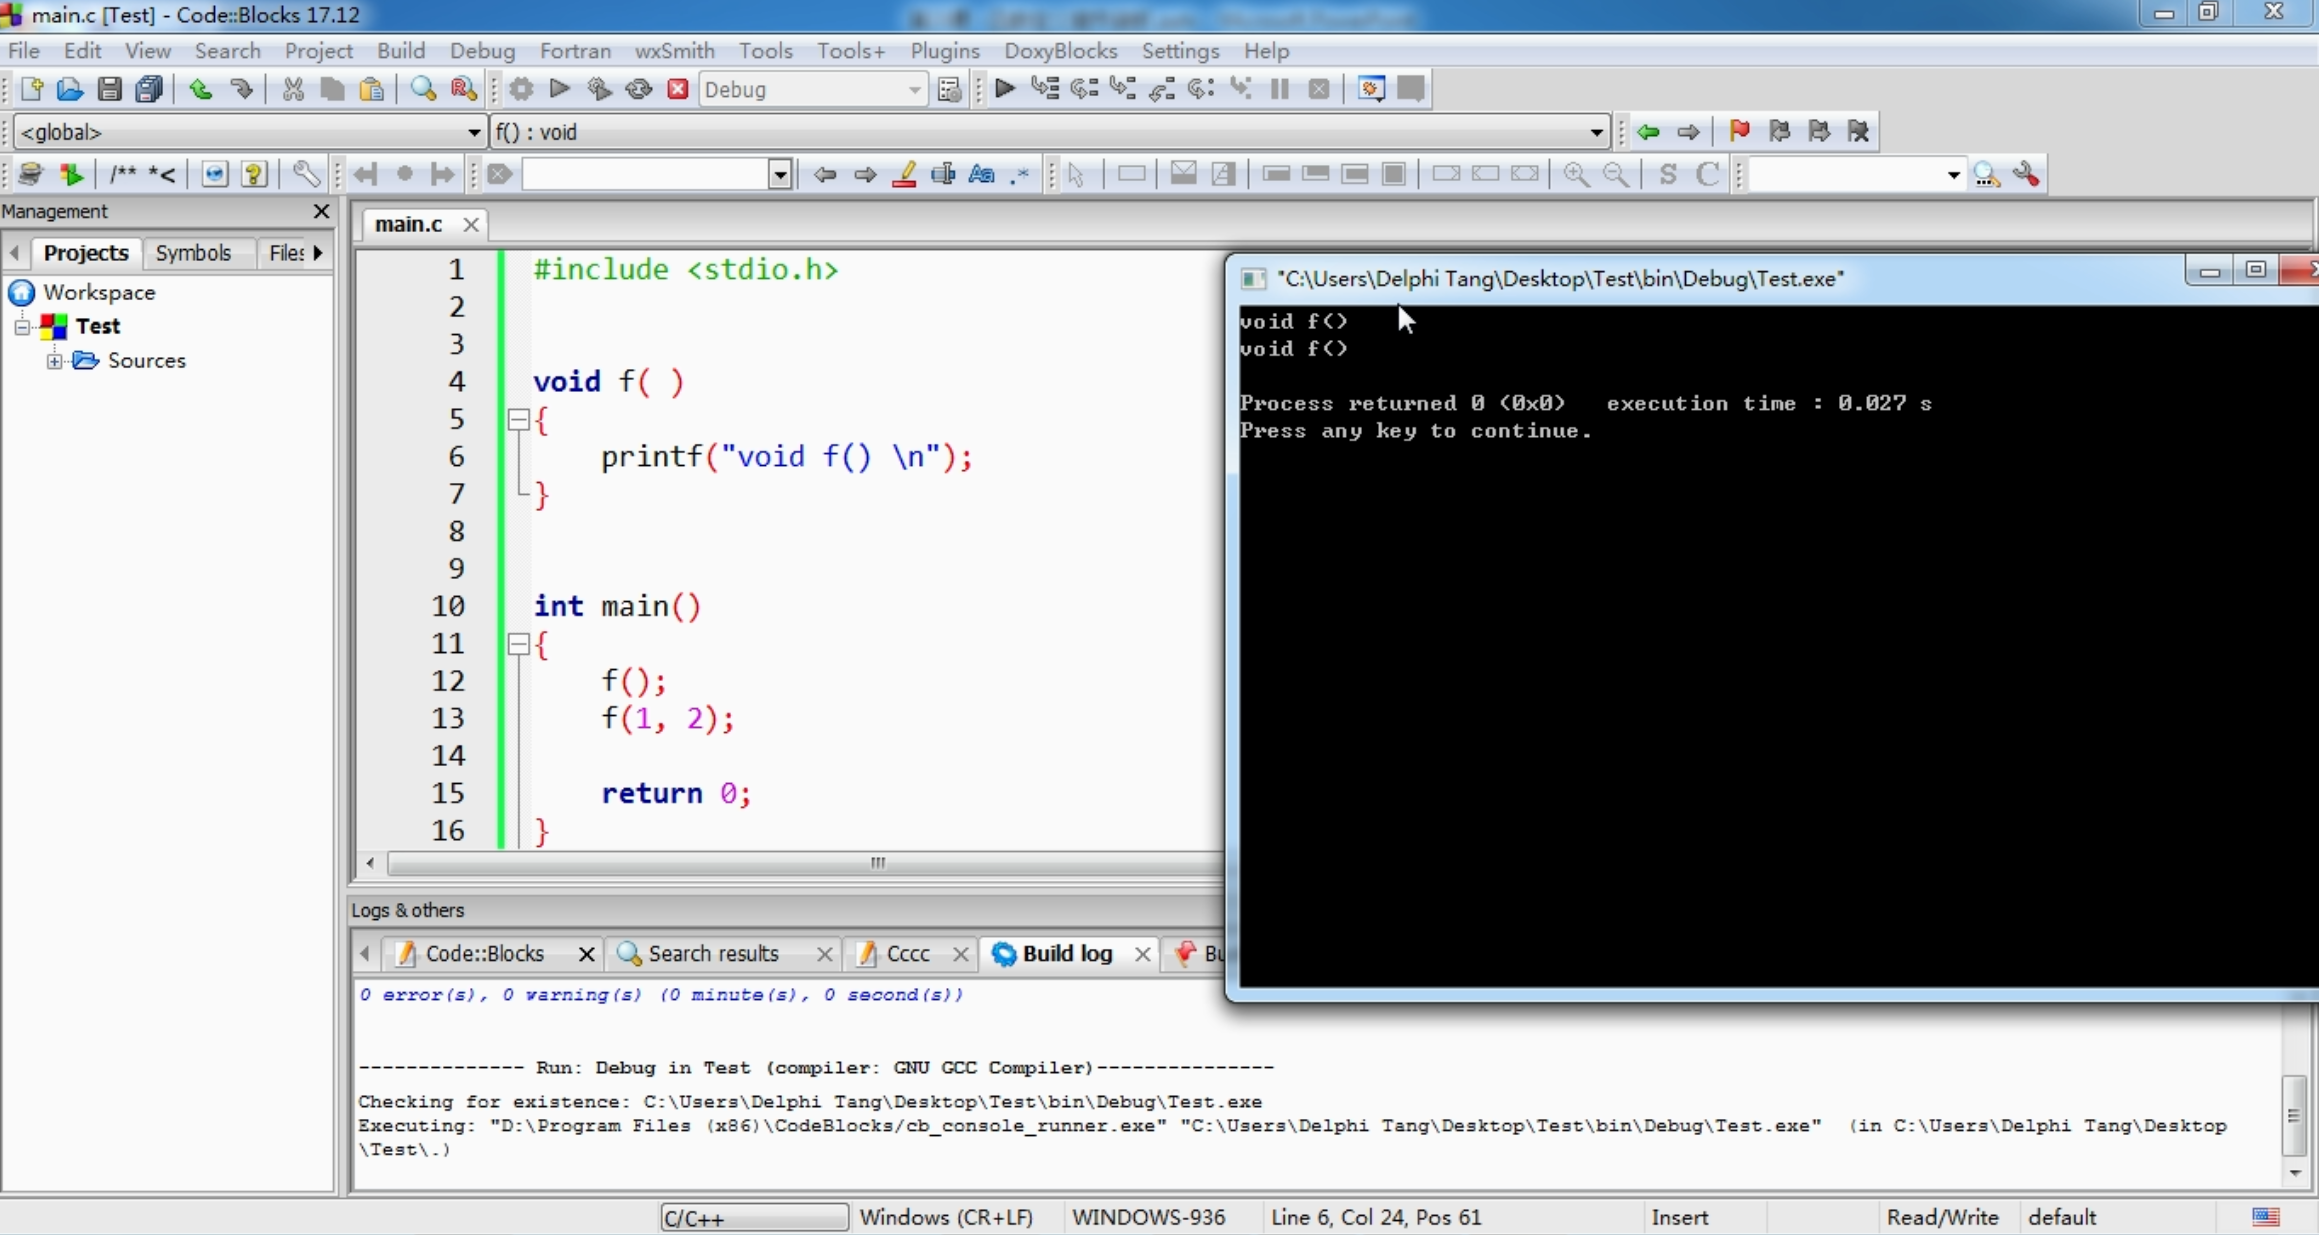 main.c [Test] - Code::Blocks 17.12
File Edit View Search Project Build Debug Fortran wxSmith Tools Tools+ Plugins DoxyBlocks Settings Help
Debug
<global> f() : void
/** *<
S C
Management
Projects Symbols Files
Workspace
Test
Sources
main.c
1 #include <stdio.h>
2
3
4 void f( )
5 {
6 printf("void f() \n");
7 }
8
9
10 int main()
11 {
12 f();
13 f(1, 2);
14
15 return 0;
16 }
"C:\Users\Delphi Tang\Desktop\Test\bin\Debug\Test.exe"
void f()
void f()
Process returned 0 (0x0) execution time : 0.027 s
Press any key to continue.
Logs & others
Code::Blocks Search results Cccc Build log
0 error(s), 0 warning(s) (0 minute(s), 0 second(s))
-------------- Run: Debug in Test (compiler: GNU GCC Compiler)---------------
Checking for existence: C:\Users\Delphi Tang\Desktop\Test\bin\Debug\Test.exe
Executing: "D:\Program Files (x86)\CodeBlocks/cb_console_runner.exe" "C:\Users\Delphi Tang\Desktop\Test\bin\Debug\Test.exe" (in C:\Users\Delphi Tang\Desktop
\Test\.)
C/C++ Windows (CR+LF) WINDOWS-936 Line 6, Col 24, Pos 61 Insert Read/Write default